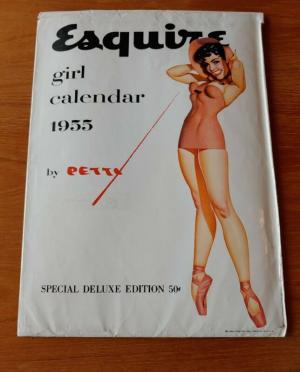 Esquire
girl
calendar
1955
by PETTY
SPECIAL DELUXE EDITION 50¢